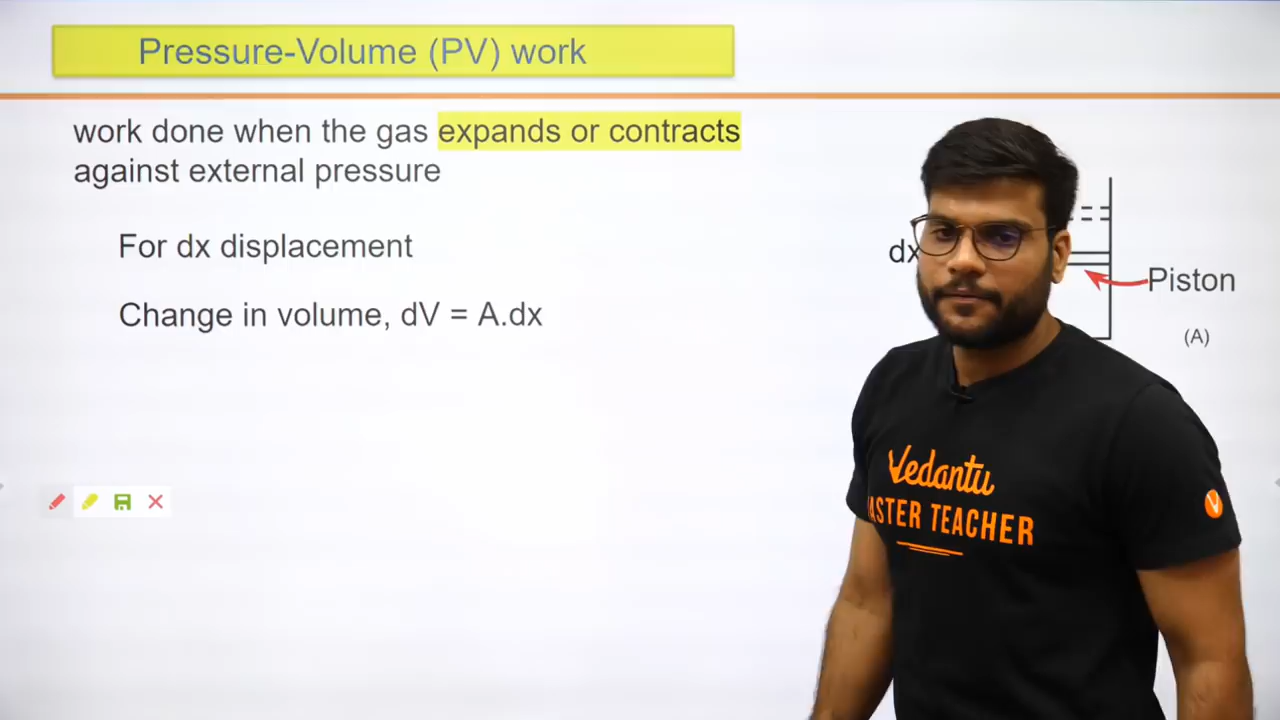 Pressure-Volume (PV) work
work done when the gas expands or contracts
against external pressure
For dx displacement
Change in volume, dV = A.dx
dx
Piston
(A)
Vedantu
ASTER TEACHER